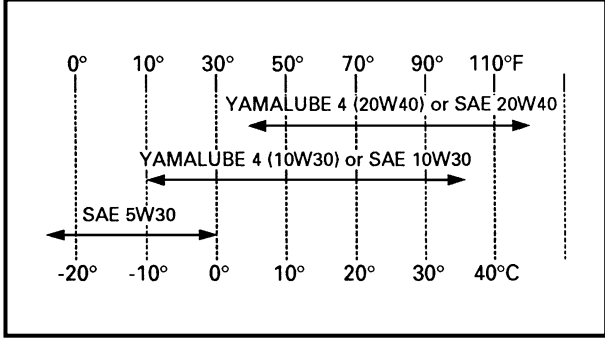 0° 10° 30° 50° 70° 90° 110°F
YAMALUBE 4 (20W40) or SAE 20W40
YAMALUBE 4 (10W30) or SAE 10W30
SAE 5W30
-20° -10° 0° 10° 20° 30° 40°C